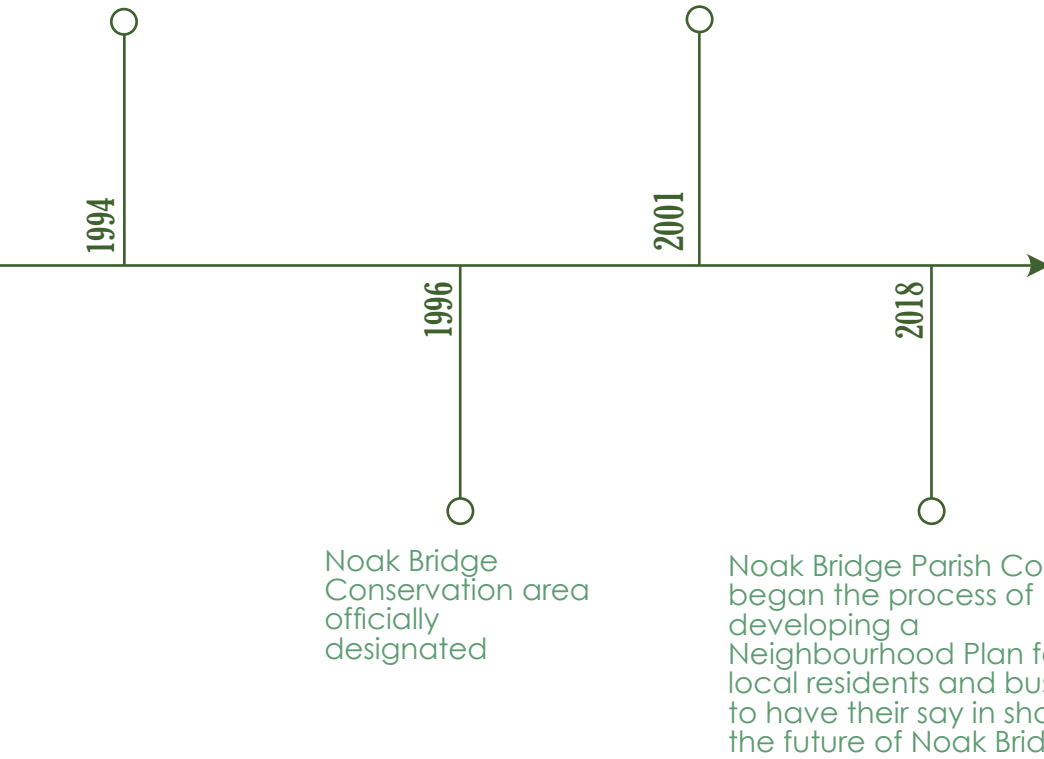 1994
2001
1996
2018
Noak Bridge
Conservation area
officially
designated
Noak Bridge Parish
began the process of
developing a
Neighbourhood Plan
local residents and
to have their say in
the future of Noak